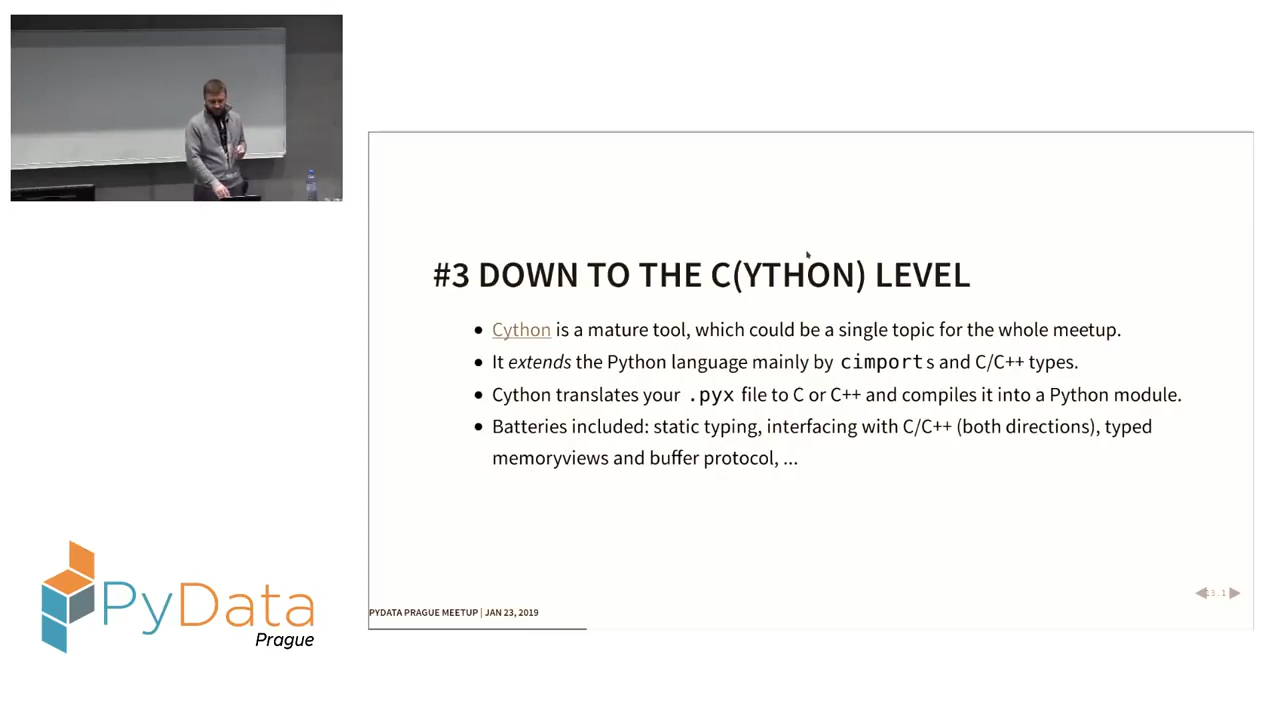 #3 DOWN TO THE C(YTHON) LEVEL
• Cython is a mature tool, which could be a single topic for the whole meetup.
• It extends the Python language mainly by cimports and C/C++ types.
• Cython translates your .pyx file to C or C++ and compiles it into a Python module.
• Batteries included: static typing, interfacing with C/C++ (both directions), typed
memoryviews and buffer protocol, ...
PYDATA PRAGUE MEETUP | JAN 23, 2019
13.1
PyData
Prague